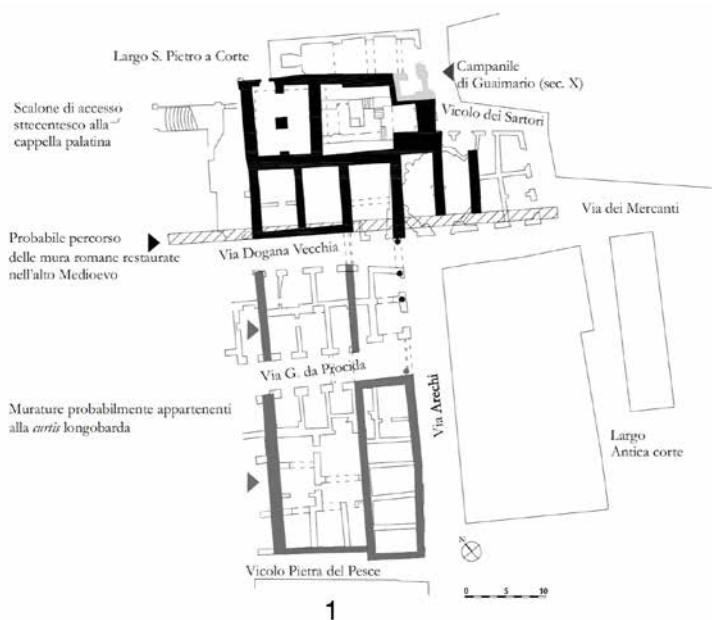 Largo S. Pietro a Corte
Campanile
di Guaimario (sec. X)
Scalone di accesso
settecentesco alla
cappella palatina
Vicolo dei Sartori
Via dei Mercanti
Probabile percorso
delle mura romane restaurate
nell'alto Medioevo
Via Dogana Vecchia
Via G. da Procida
Murature probabilmente appartenenti
alla curtis longobarda
Via Arechi
Largo
Antica corte
N
Vicolo Pietra del Pesce
0 5 10
1